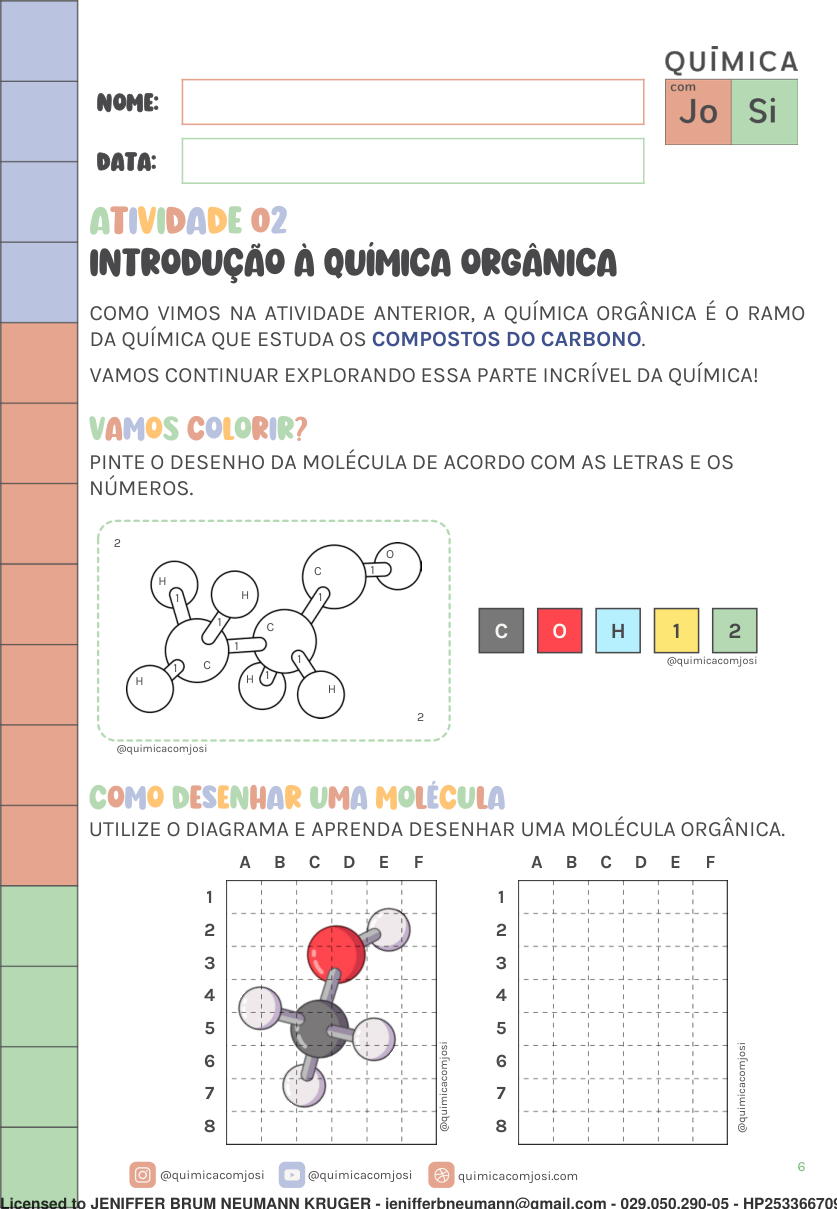 QUÍMICA
com
Jo Si
NOME:
DATA:
ATIVIDADE 02
INTRODUÇÃO À QUÍMICA ORGÂNICA
COMO VIMOS NA ATIVIDADE ANTERIOR, A QUÍMICA ORGÂNICA É O RAMO
DA QUÍMICA QUE ESTUDA OS COMPOSTOS DO CARBONO.
VAMOS CONTINUAR EXPLORANDO ESSA PARTE INCRÍVEL DA QUÍMICA!
VAMOS COLORIR?
PINTE O DESENHO DA MOLÉCULA DE ACORDO COM AS LETRAS E OS
NÚMEROS.
2
O
C
1
H
H
1
1
1
C
1
1
C
1
1
H
H
1
H
2
@quimicacomjosi
C O H 1 2
@quimicacomjosi
COMO DESENHAR UMA MOLÉCULA
UTILIZE O DIAGRAMA E APRENDA DESENHAR UMA MOLÉCULA ORGÂNICA.
A B C D E F
1
2
3
4
5
6
7
8
@quimicacomjosi
A B C D E F
1
2
3
4
5
6
7
8
@quimicacomjosi
@quimicacomjosi @quimicacomjosi quimicacomjosi.com
6
Licensed to JENIFFER BRUM NEUMANN KRUGER - jenifferbneumann@gmail.com - 029.050.290-05 - HP253366709